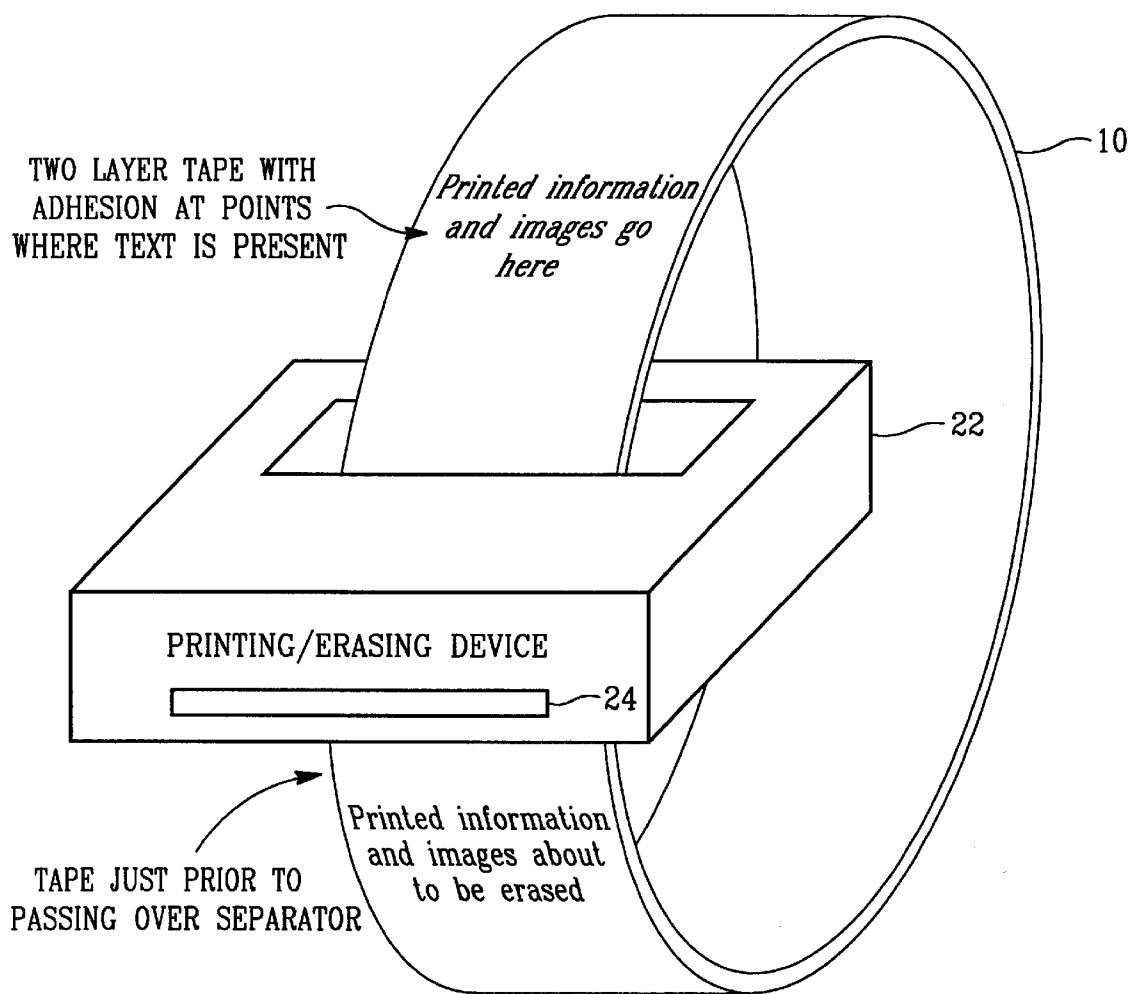 TWO LAYER TAPE WITH
ADHESION AT POINTS
WHERE TEXT IS PRESENT
Printed information
and images go
here
10
22
PRINTING/ERASING DEVICE
24
Printed information
and images about
to be erased
TAPE JUST PRIOR TO
PASSING OVER SEPARATOR